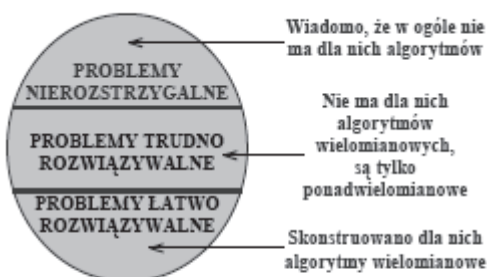 PROBLEMY
NIEROZSTRZYGALNE
Wiadomo, że w ogóle nie
ma dla nich algorytmów
PROBLEMY TRUDNO
ROZWIĄZYWALNE
Nie ma dla nich
algorytmów
wielomianowych,
są tylko
ponadwielomianowe
PROBLEMY ŁATWO
ROZWIĄZYWALNE
Skonstruowano dla nich
algorytmy wielomianowe